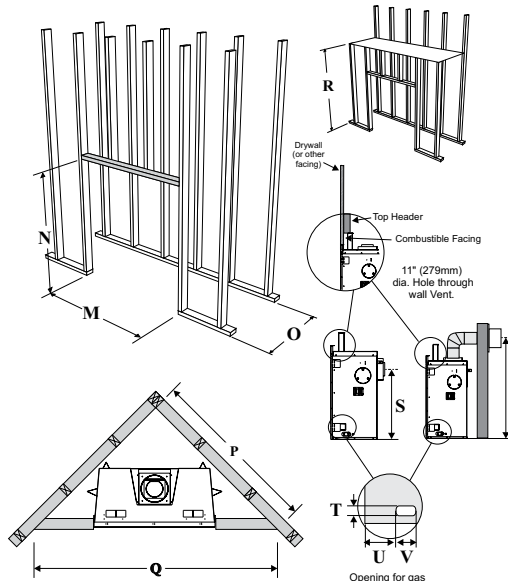 R
Drywall
(or other
facing)
Top Header
Combustible Facing
N
11" (279mm)
dia. Hole through
wall Vent.
M
O
S
P
T
U
V
Q
Opening for gas